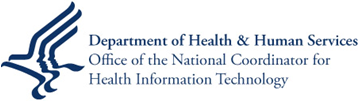 Department of Health & Human Services
Office of the National Coordinator for
Health Information Technology